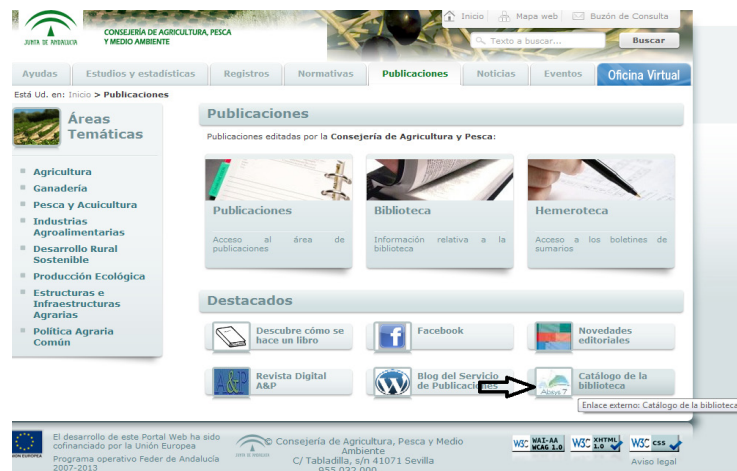 Inicio
Mapa web
Buzón de Consulta
JUNTA DE ANDALUCIA
CONSEJERÍA DE AGRICULTURA, PESCA
Y MEDIO AMBIENTE
Texto a buscar...
Buscar
Ayudas
Estudios y estadísticas
Registros
Normativas
Publicaciones
Noticias
Eventos
Oficina Virtual
Está Ud. en: Inicio > Publicaciones
Áreas
Temáticas
Agricultura
Ganadería
Pesca y Acuicultura
Industrias
Agroalimentarias
Desarrollo Rural
Sostenible
Producción Ecológica
Estructuras e
Infraestructuras
Agrarias
Política Agraria
Común
Publicaciones
Publicaciones editadas por la Consejería de Agricultura y Pesca:
Publicaciones
Acceso al área de
publicaciones
Biblioteca
Información relativa a la
biblioteca
Hemeroteca
Acceso a los boletines de
sumarios
Destacados
Descubre cómo se
hace un libro
Facebook
Novedades
editoriales
A&P
Revista Digital
A&P
Blog del Servicio
de Publicaciones
Absys 7
Catálogo de la
biblioteca
Enlace externo: Catálogo de la biblioteca
El desarrollo de este Portal Web ha sido
cofinanciado por la Unión Europea
Programa operativo Feder de Andalucía
2007-2013
© Consejería de Agricultura, Pesca y Medio
Ambiente
C/ Tabladilla, s/n 41071 Sevilla
955 032 000
W3C WAI-AA WCAG 1.0
W3C XHTML 1.0
W3C css
Aviso legal